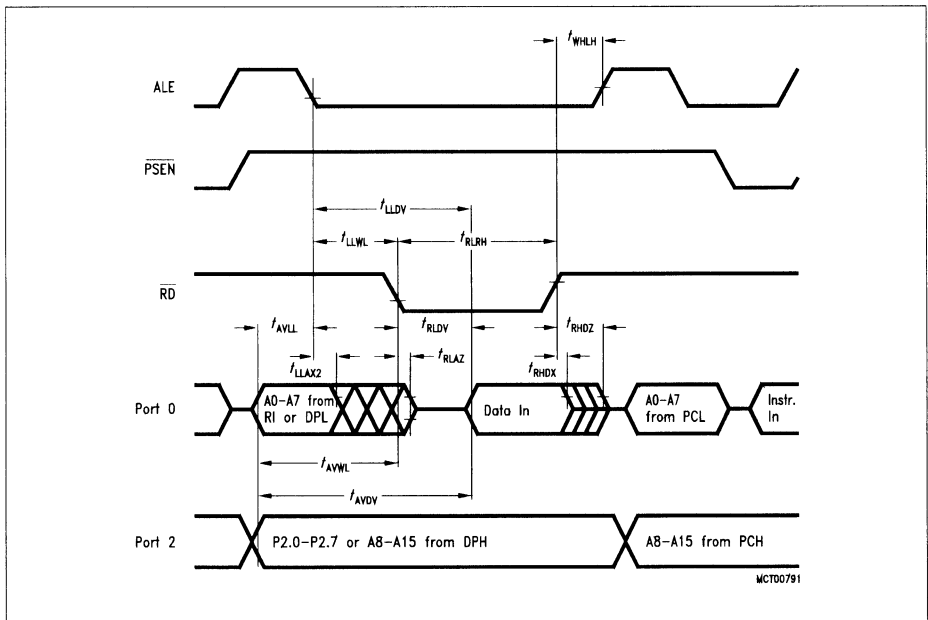 tWHLH
ALE
PSEN
tLLDV
tLLWL
tRLRH
RD
tAVLL
tRLDV
tRHDZ
tLLAX2
tRLAZ
tRHDX
Port 0
A0-A7 from
RI or DPL
Data In
A0-A7
from PCL
Instr.
In
tAVWL
tAVDV
Port 2
P2.0-P2.7 or A8-A15 from DPH
A8-A15 from PCH
MCT00791